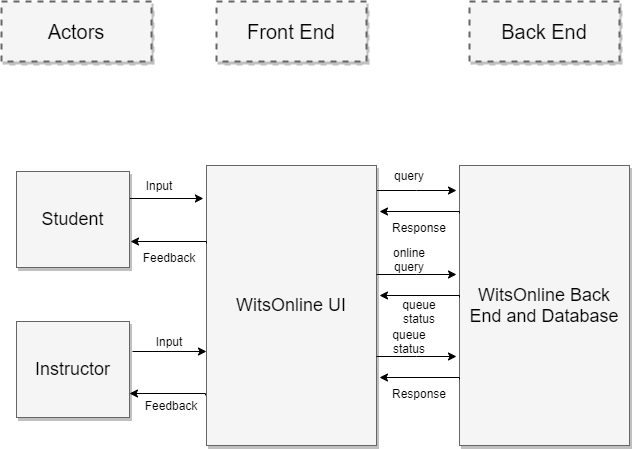 Actors
Front End
Back End
Student
Input
Feedback
Instructor
Input
Feedback
WitsOnline UI
query
Response
online
query
queue
status
queue
status
Response
WitsOnline Back
End and Database